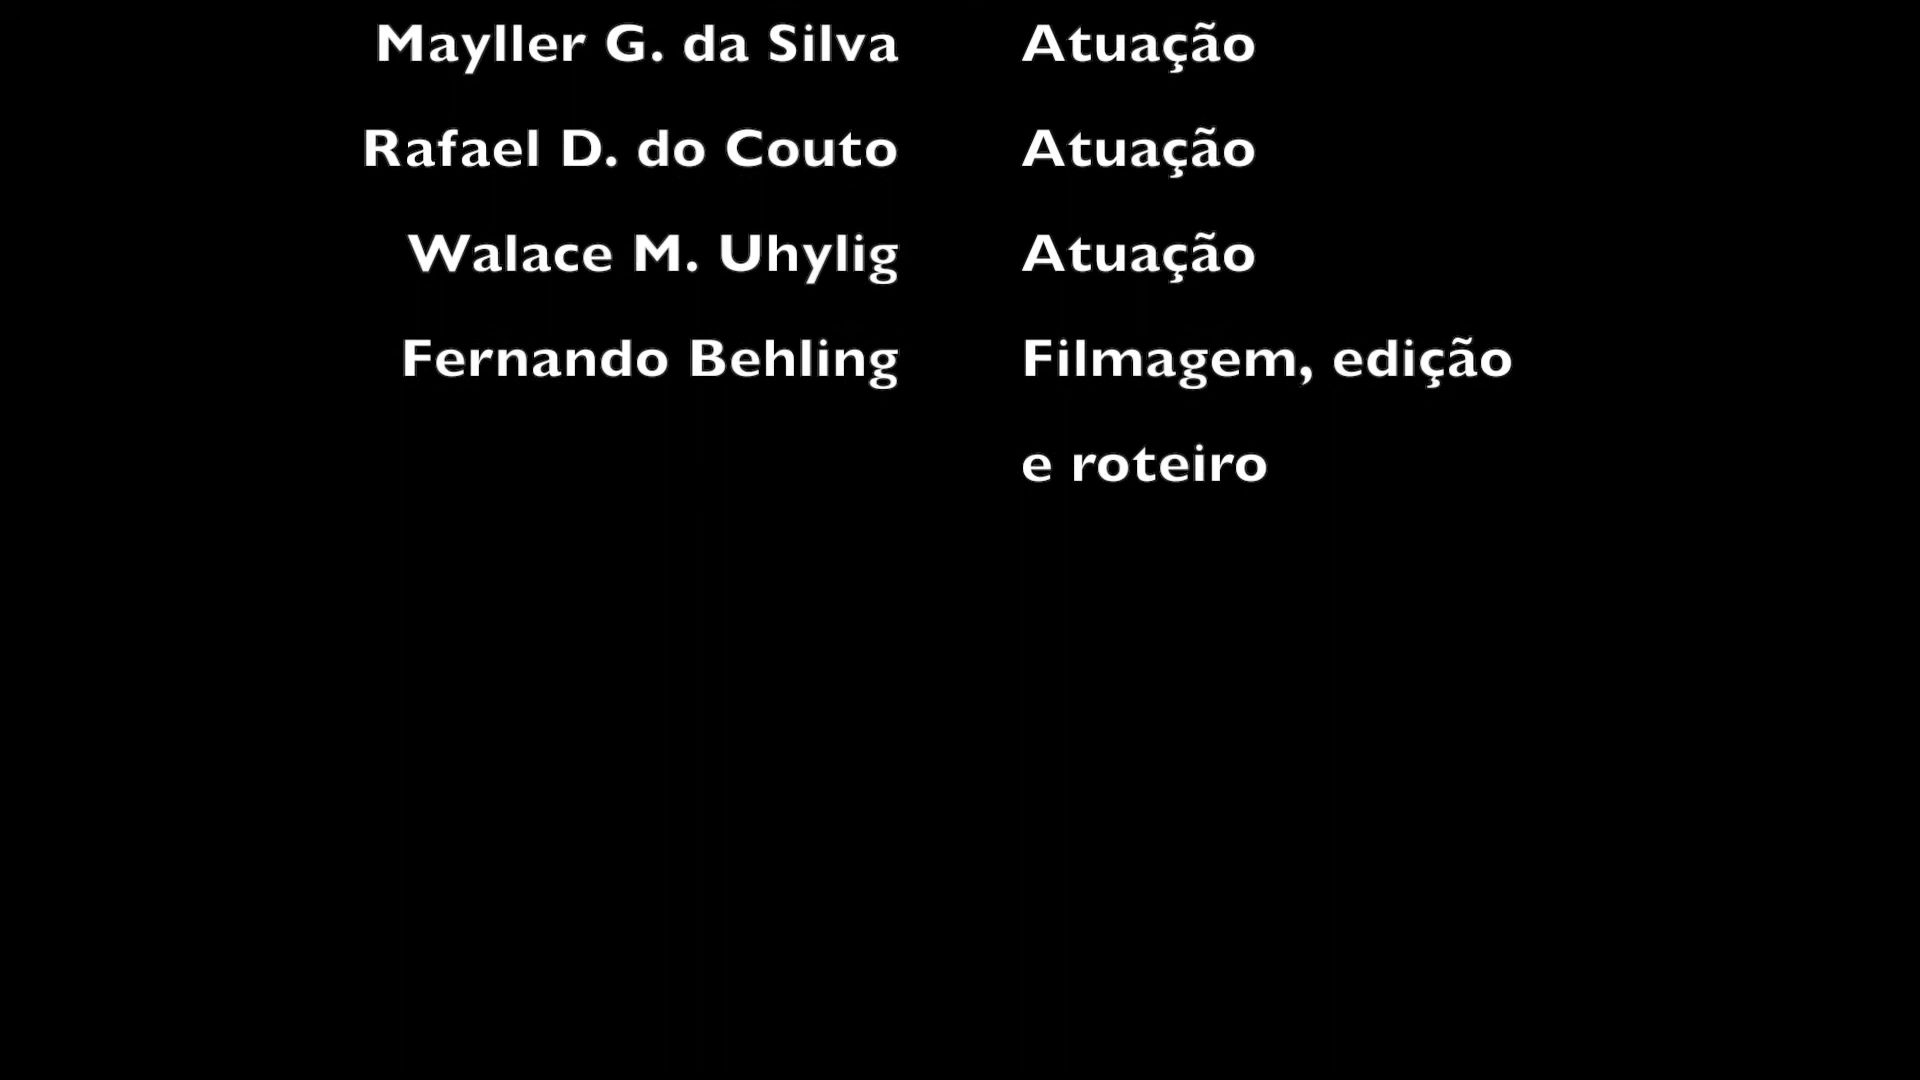 Mayller G. da Silva Atuação
Rafael D. do Couto Atuação
Walace M. Uhylig Atuação
Fernando Behling Filmagem, edição
e roteiro